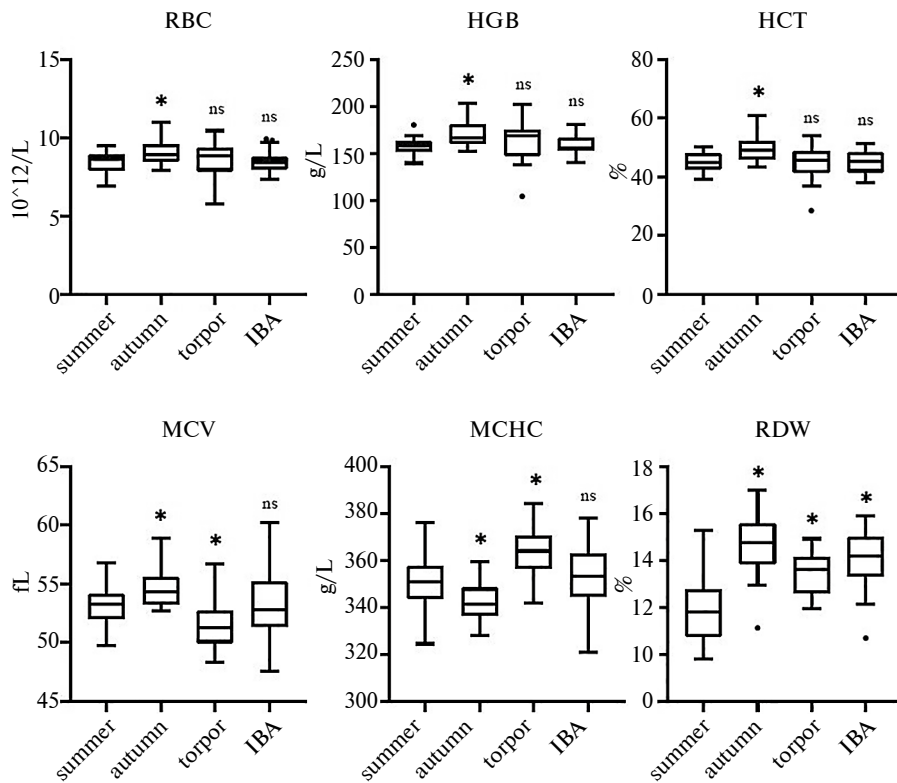 RBC
HGB
HCT
15
10
5
0
10^12/L
*
ns
ns
summer
autumn
torpor
IBA
250
200
150
100
50
0
g/L
*
ns
ns
summer
autumn
torpor
IBA
80
60
40
20
0
%
*
ns
ns
summer
autumn
torpor
IBA
MCV
MCHC
RDW
65
60
55
50
45
fL
*
*
ns
summer
autumn
torpor
IBA
400
380
360
340
320
300
g/L
*
*
ns
summer
autumn
torpor
IBA
18
16
14
12
10
0
%
*
*
*
summer
autumn
torpor
IBA